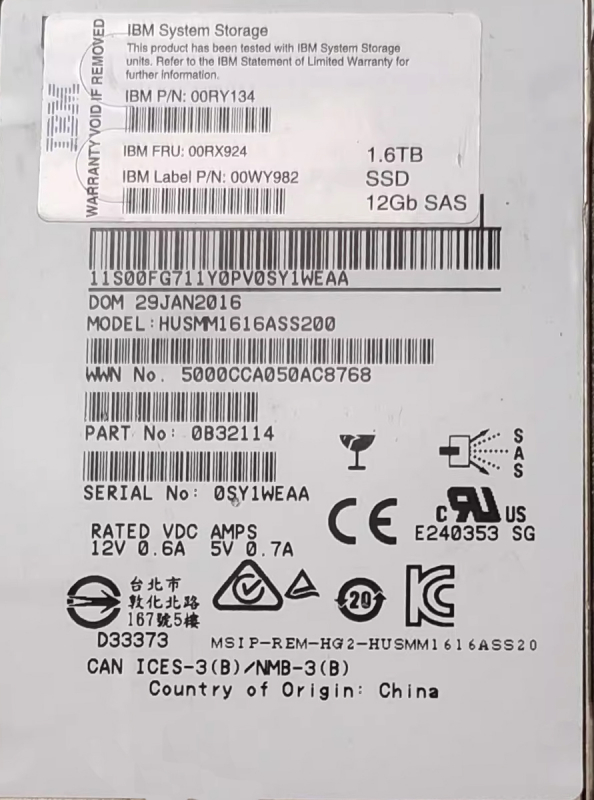 WARRANTY VOID IF REMOVED
IBM
IBM System Storage
This product has been tested with IBM System Storage
units. Refer to the IBM Statement of Limited Warranty for
further information.
IBM P/N: 00RY134
IBM FRU: 00RX924
IBM Label P/N: 00WY982
1.6TB
SSD
12Gb SAS
11S00FG711Y0PV0SY1WEAA
DOM 29JAN2016
MODEL:HUSMM1616ASS200
WWN No. 5000CCA050AC8768
PART No: 0B32114
SERIAL No: 0SY1WEAA
SAS
RATED VDC AMPS
12V 0.6A 5V 0.7A
CE
c RU US
E240353 SG
台北市
敦化北路
167號5樓
20
D33373
MSIP-REM-HG2-HUSMM1616ASS20
CAN ICES-3(B)/NMB-3(B)
Country of Origin: China